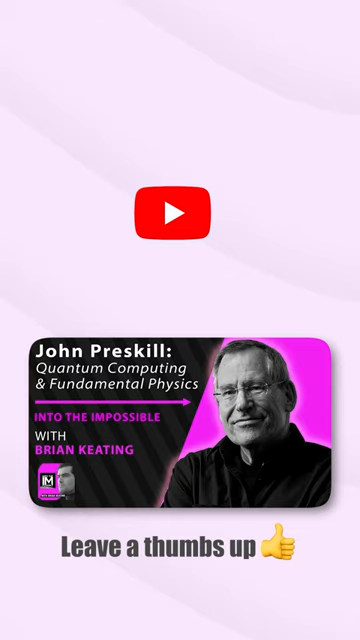 John Preskill:
Quantum Computing
& Fundamental Physics
INTO THE IMPOSSIBLE
WITH
BRIAN KEATING
IM
Leave a thumbs up 👍